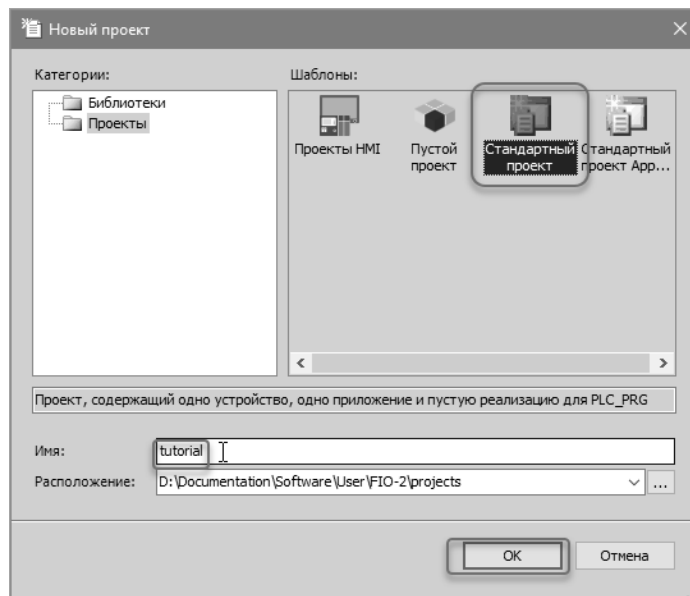 Новый проект
Категории:
Шаблоны:
Библиотеки
Проекты
Проекты HMI
Пустой
проект
Стандартный
проект
Стандартный
проект App...
Проект, содержащий одно устройство, одно приложение и пустую реализацию для PLC_PRG
Имя:
tutorial
Расположение:
D:\Documentation\Software\User\FIO-2\projects
...
OK
Отмена